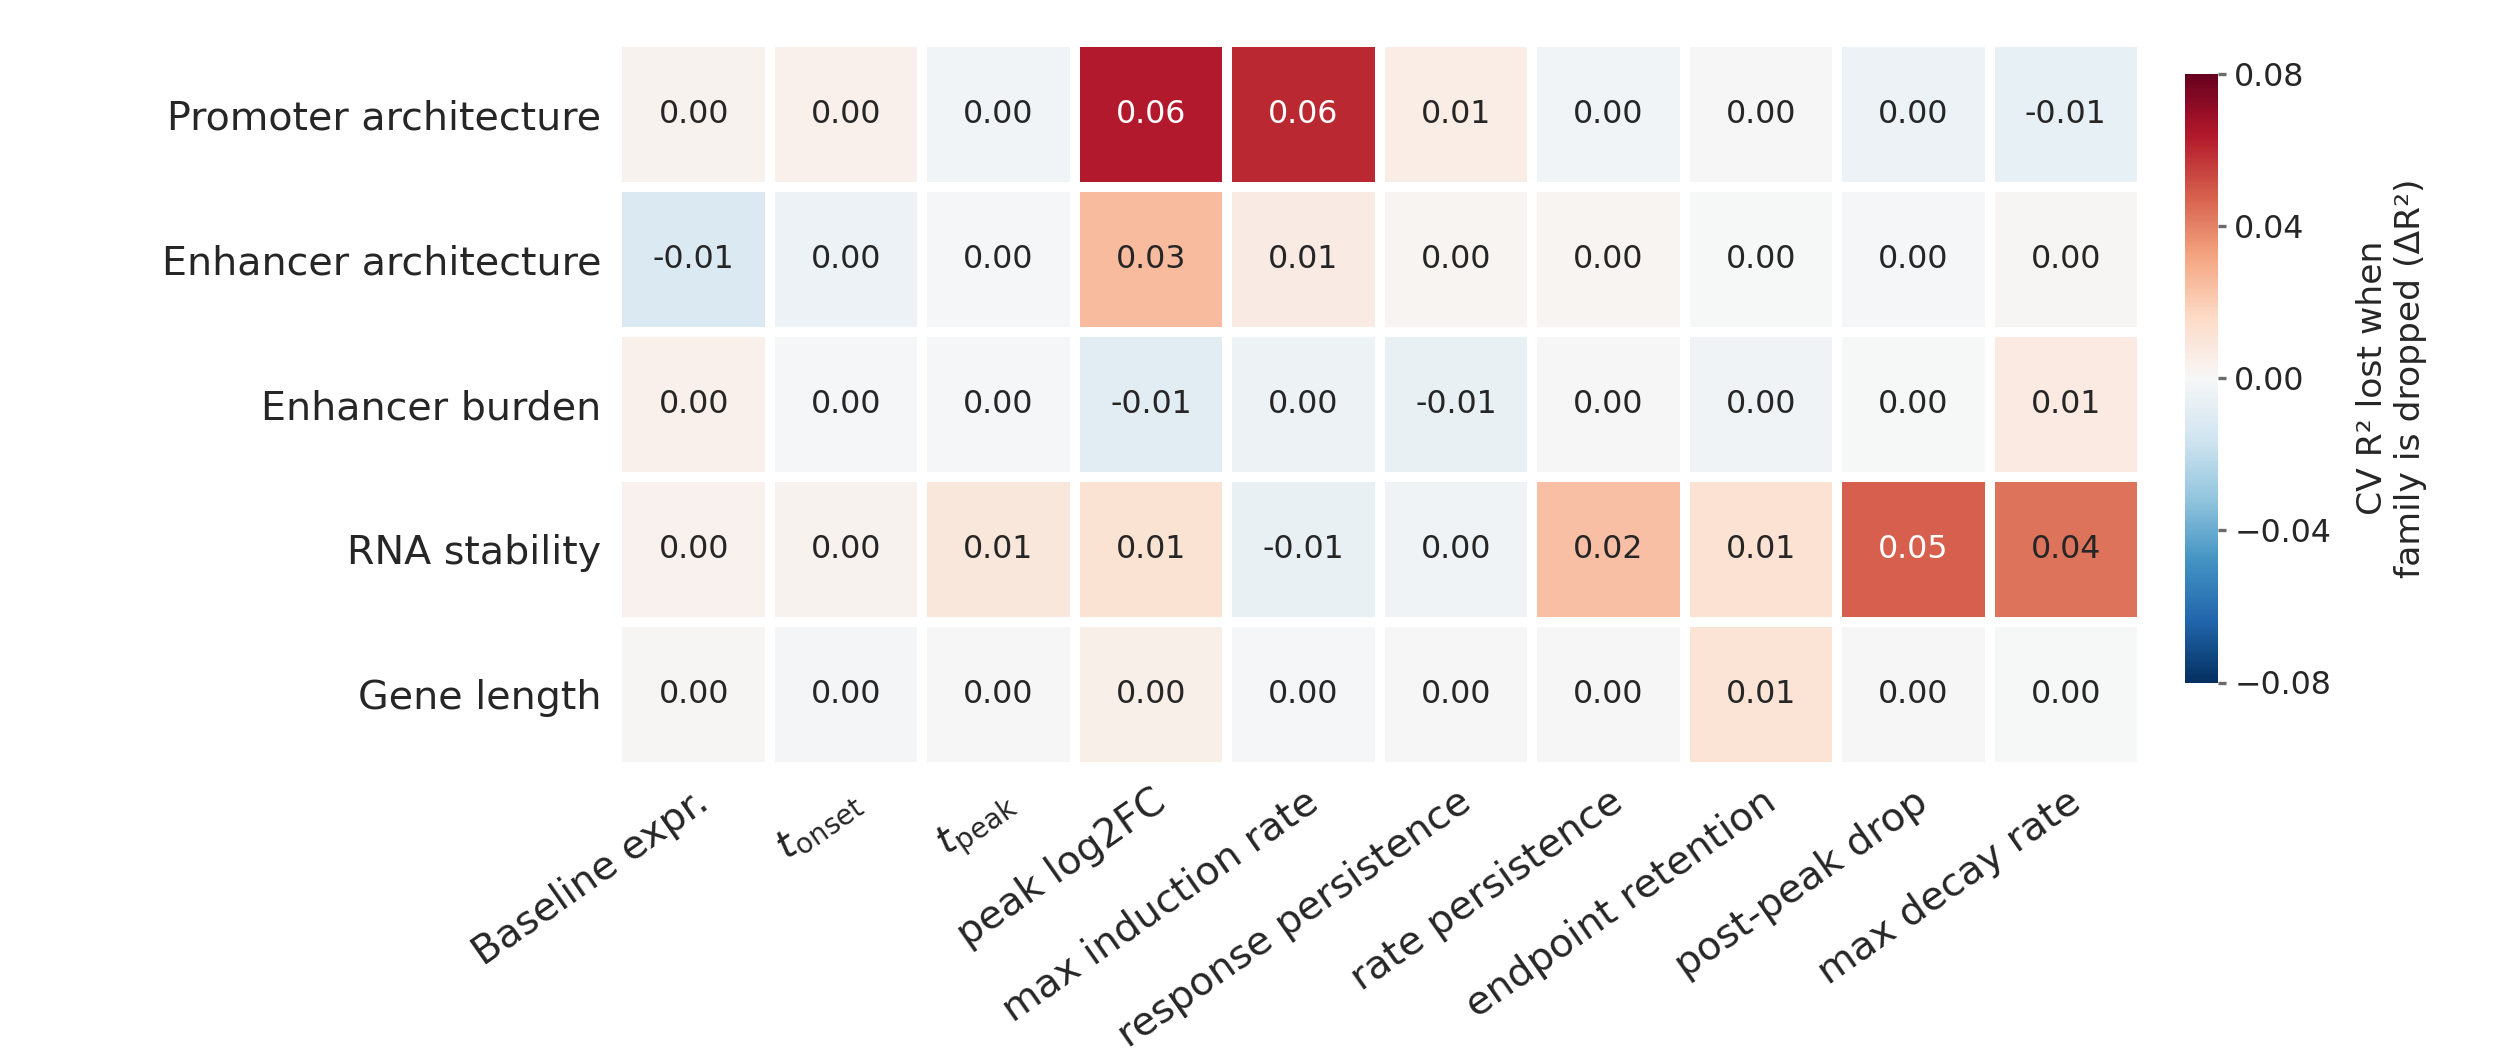 Promoter architecture 0.00 0.00 0.00 0.06 0.06 0.01 0.00 0.00 0.00 -0.01
Enhancer architecture -0.01 0.00 0.00 0.03 0.01 0.00 0.00 0.00 0.00 0.00
Enhancer burden 0.00 0.00 0.00 -0.01 0.00 -0.01 0.00 0.00 0.00 0.01
RNA stability 0.00 0.00 0.01 0.01 -0.01 0.00 0.02 0.01 0.05 0.04
Gene length 0.00 0.00 0.00 0.00 0.00 0.00 0.00 0.01 0.00 0.00
Baseline expr.
t_onset
t_peak
peak log2FC
max induction rate
response persistence
rate persistence
endpoint retention
post-peak drop
max decay rate
0.08
0.04
0.00
−0.04
−0.08
CV R² lost when
family is dropped (ΔR²)